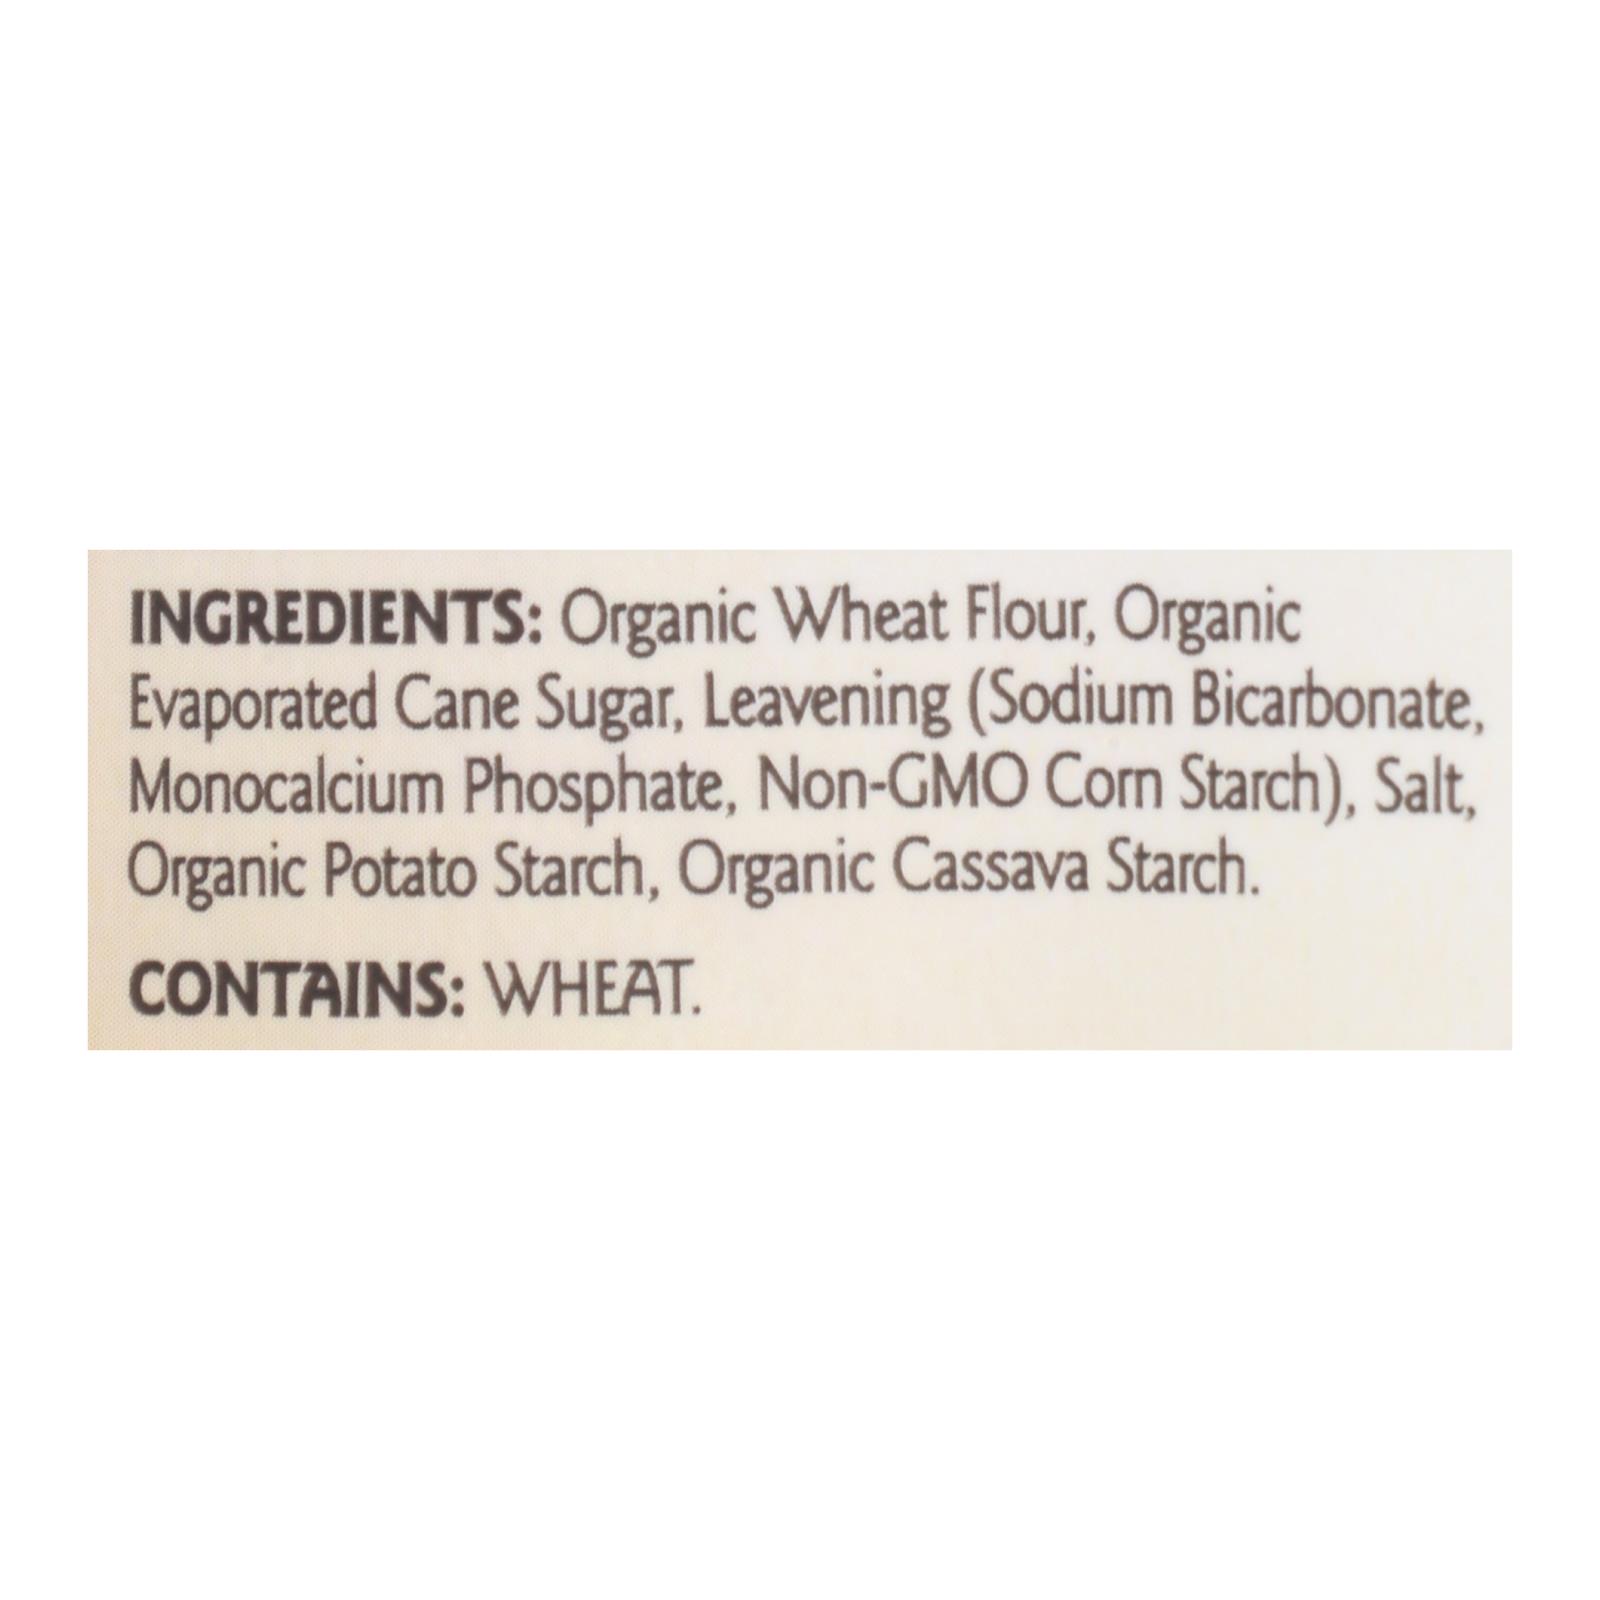 INGREDIENTS: Organic Wheat Flour, Organic
Evaporated Cane Sugar, Leavening (Sodium Bicarbonate,
Monocalcium Phosphate, Non-GMO Corn Starch), Salt,
Organic Potato Starch, Organic Cassava Starch.
CONTAINS: WHEAT.